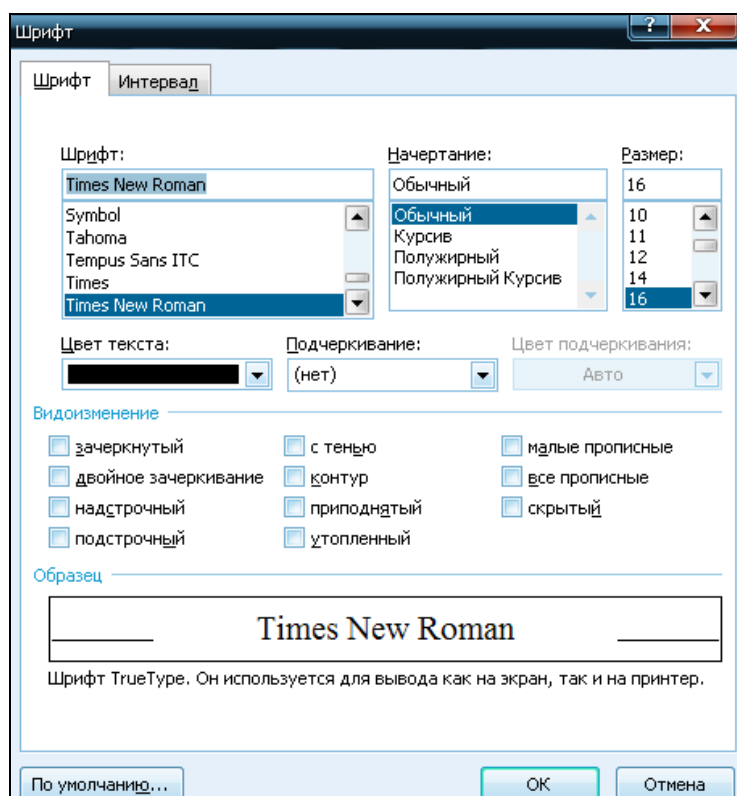 Шрифт
? X
Шрифт Интервал
Шрифт: Начертание: Размер:
Times New Roman Обычный 16
Symbol Обычный 10
Tahoma Курсив 11
Tempus Sans ITC Полужирный 12
Times Полужирный Курсив 14
Times New Roman 16
Цвет текста: Подчеркивание: Цвет подчеркивания:
(нет) Авто
Видоизменение
зачеркнутый с тенью малые прописные
двойное зачеркивание контур все прописные
надстрочный приподнятый скрытый
подстрочный утопленный
Образец
Times New Roman
Шрифт TrueType. Он используется для вывода как на экран, так и на принтер.
По умолчанию... ОК Отмена